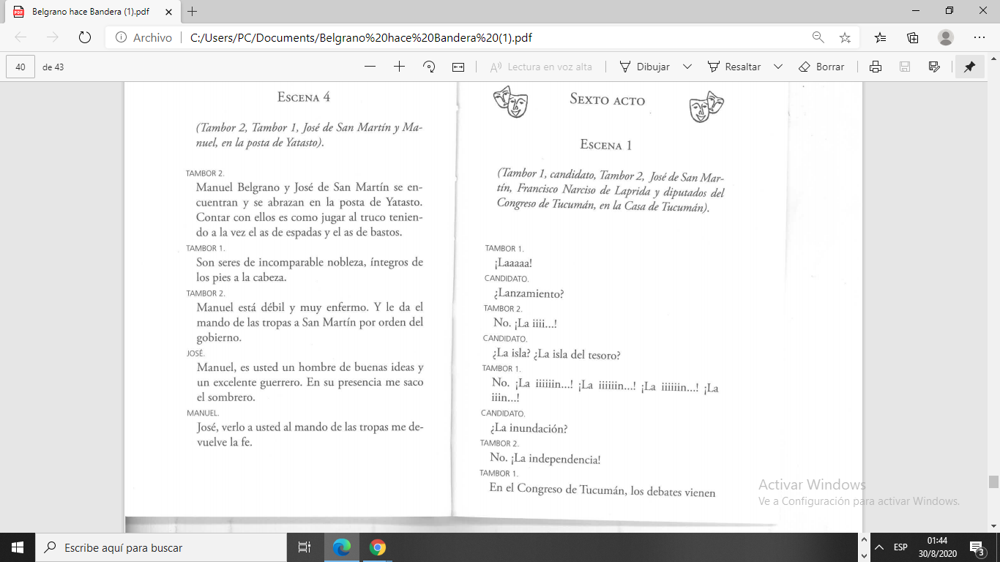 Belgrano hace Bandera (1).pdf
Archivo
C:/Users/PC/Documents/Belgrano%20hace%20Bandera%20(1).pdf
40 de 43
Lectura en voz alta
Dibujar
Resaltar
Borrar
ESCENA 4
(Tambor 2, Tambor 1, José de San Martín y Ma-
nuel, en la posta de Yatasto).
TAMBOR 2.
Manuel Belgrano y José de San Martín se en-
cuentran y se abrazan en la posta de Yatasto.
Contar con ellos es como jugar al truco tenien-
do a la vez el as de espadas y el as de bastos.
TAMBOR 1.
Son seres de incomparable nobleza, íntegros de
los pies a la cabeza.
TAMBOR 2.
Manuel está débil y muy enfermo. Y le da el
mando de las tropas a San Martín por orden del
gobierno.
JOSÉ.
Manuel, es usted un hombre de buenas ideas y
un excelente guerrero. En su presencia me saco
el sombrero.
MANUEL.
José, verlo a usted al mando de las tropas me de-
vuelve la fe.
SEXTO ACTO
ESCENA 1
(Tambor 1, candidato, Tambor 2, José de San Mar-
tín, Francisco Narciso de Laprida y diputados del
Congreso de Tucumán, en la Casa de Tucumán).
TAMBOR 1.
¡Laaaaa!
CANDIDATO.
¿Lanzamiento?
TAMBOR 2.
No. ¡La iiii...!
CANDIDATO.
¿La isla? ¿La isla del tesoro?
TAMBOR 1.
No. ¡La iiiiiin...! ¡La iiiiiin...! ¡La iiiiiin...! ¡La
iiin...!
CANDIDATO.
¿La inundación?
TAMBOR 2.
No. ¡La independencia!
TAMBOR 1.
En el Congreso de Tucumán, los debates vienen
Activar Windows
Ve a Configuración para activar Windows.
Escribe aquí para buscar
ESP
01:44
30/8/2020
3